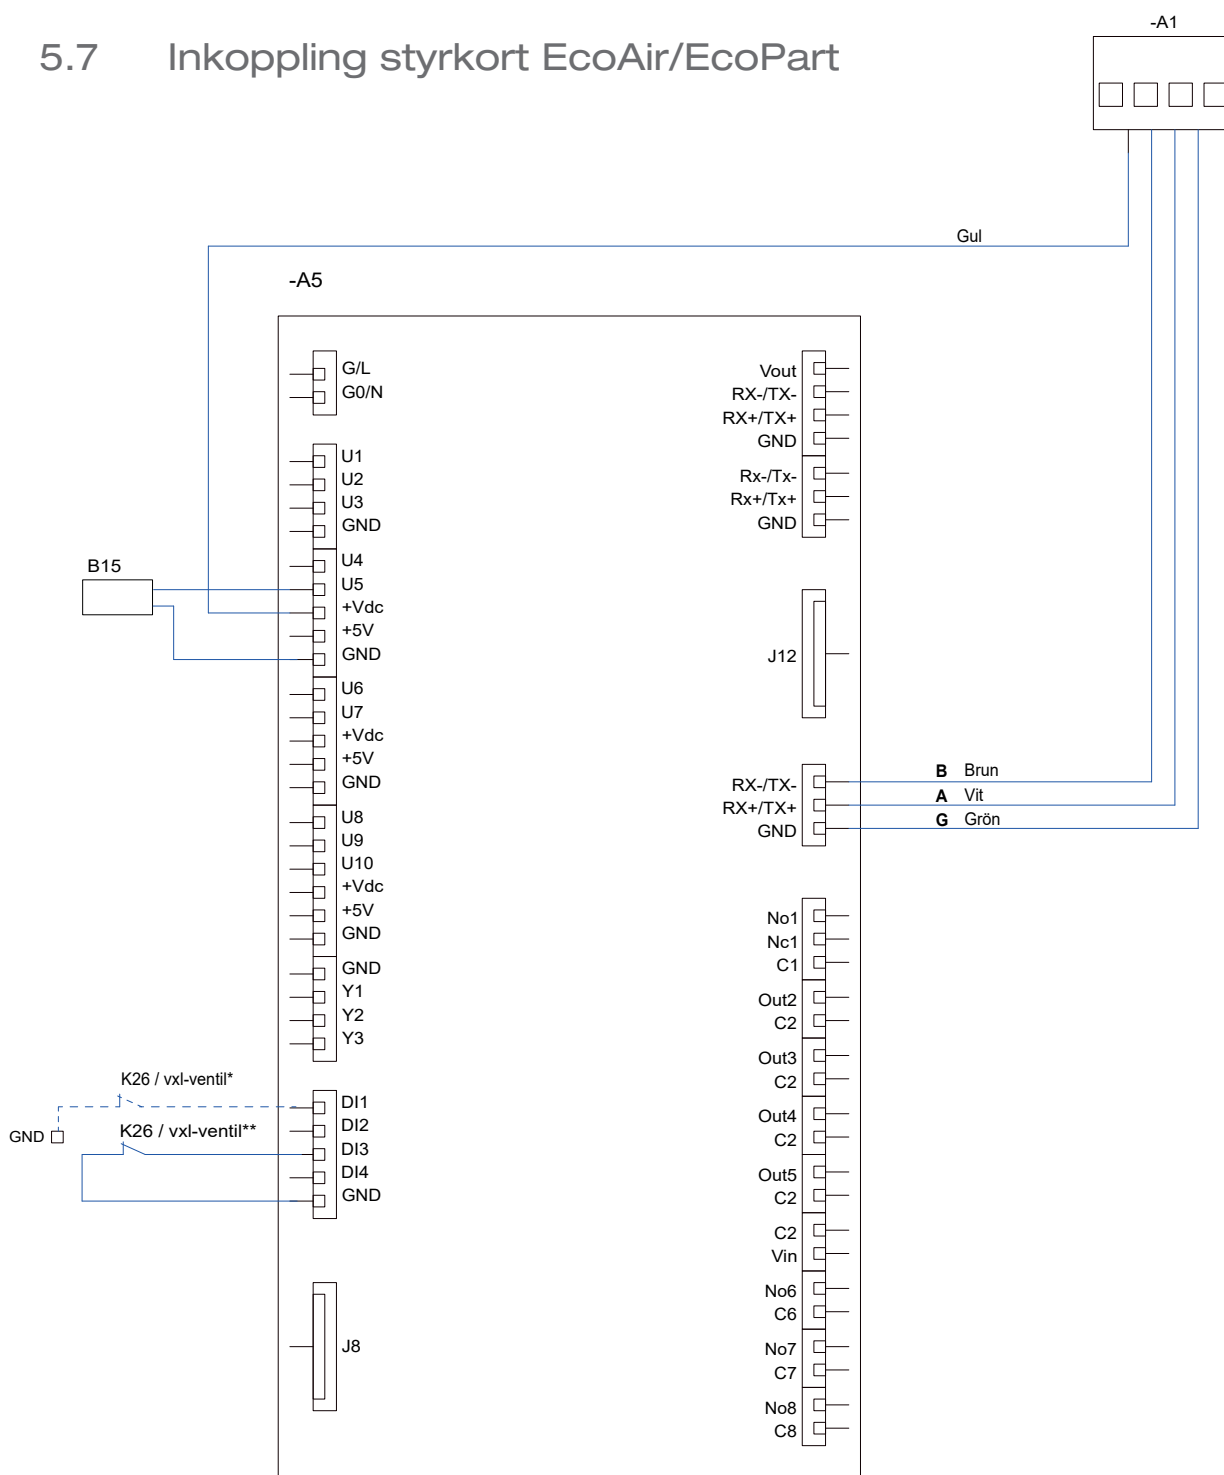 -A1
5.7 Inkoppling styrkort EcoAir/EcoPart
Gul
-A5
G/L
G0/N
U1
U2
U3
GND
U4
U5
+Vdc
+5V
GND
B15
U6
U7
+Vdc
+5V
GND
U8
U9
U10
+Vdc
+5V
GND
GND
Y1
Y2
Y3
K26 / vxl-ventil*
GND
K26 / vxl-ventil**
DI1
DI2
DI3
DI4
GND
J8
Vout
RX-/TX-
RX+/TX+
GND
Rx-/Tx-
Rx+/Tx+
GND
J12
RX-/TX-
RX+/TX+
GND
B Brun
A Vit
G Grön
No1
Nc1
C1
Out2
C2
Out3
C2
Out4
C2
Out5
C2
C2
Vin
No6
C6
No7
C7
No8
C8